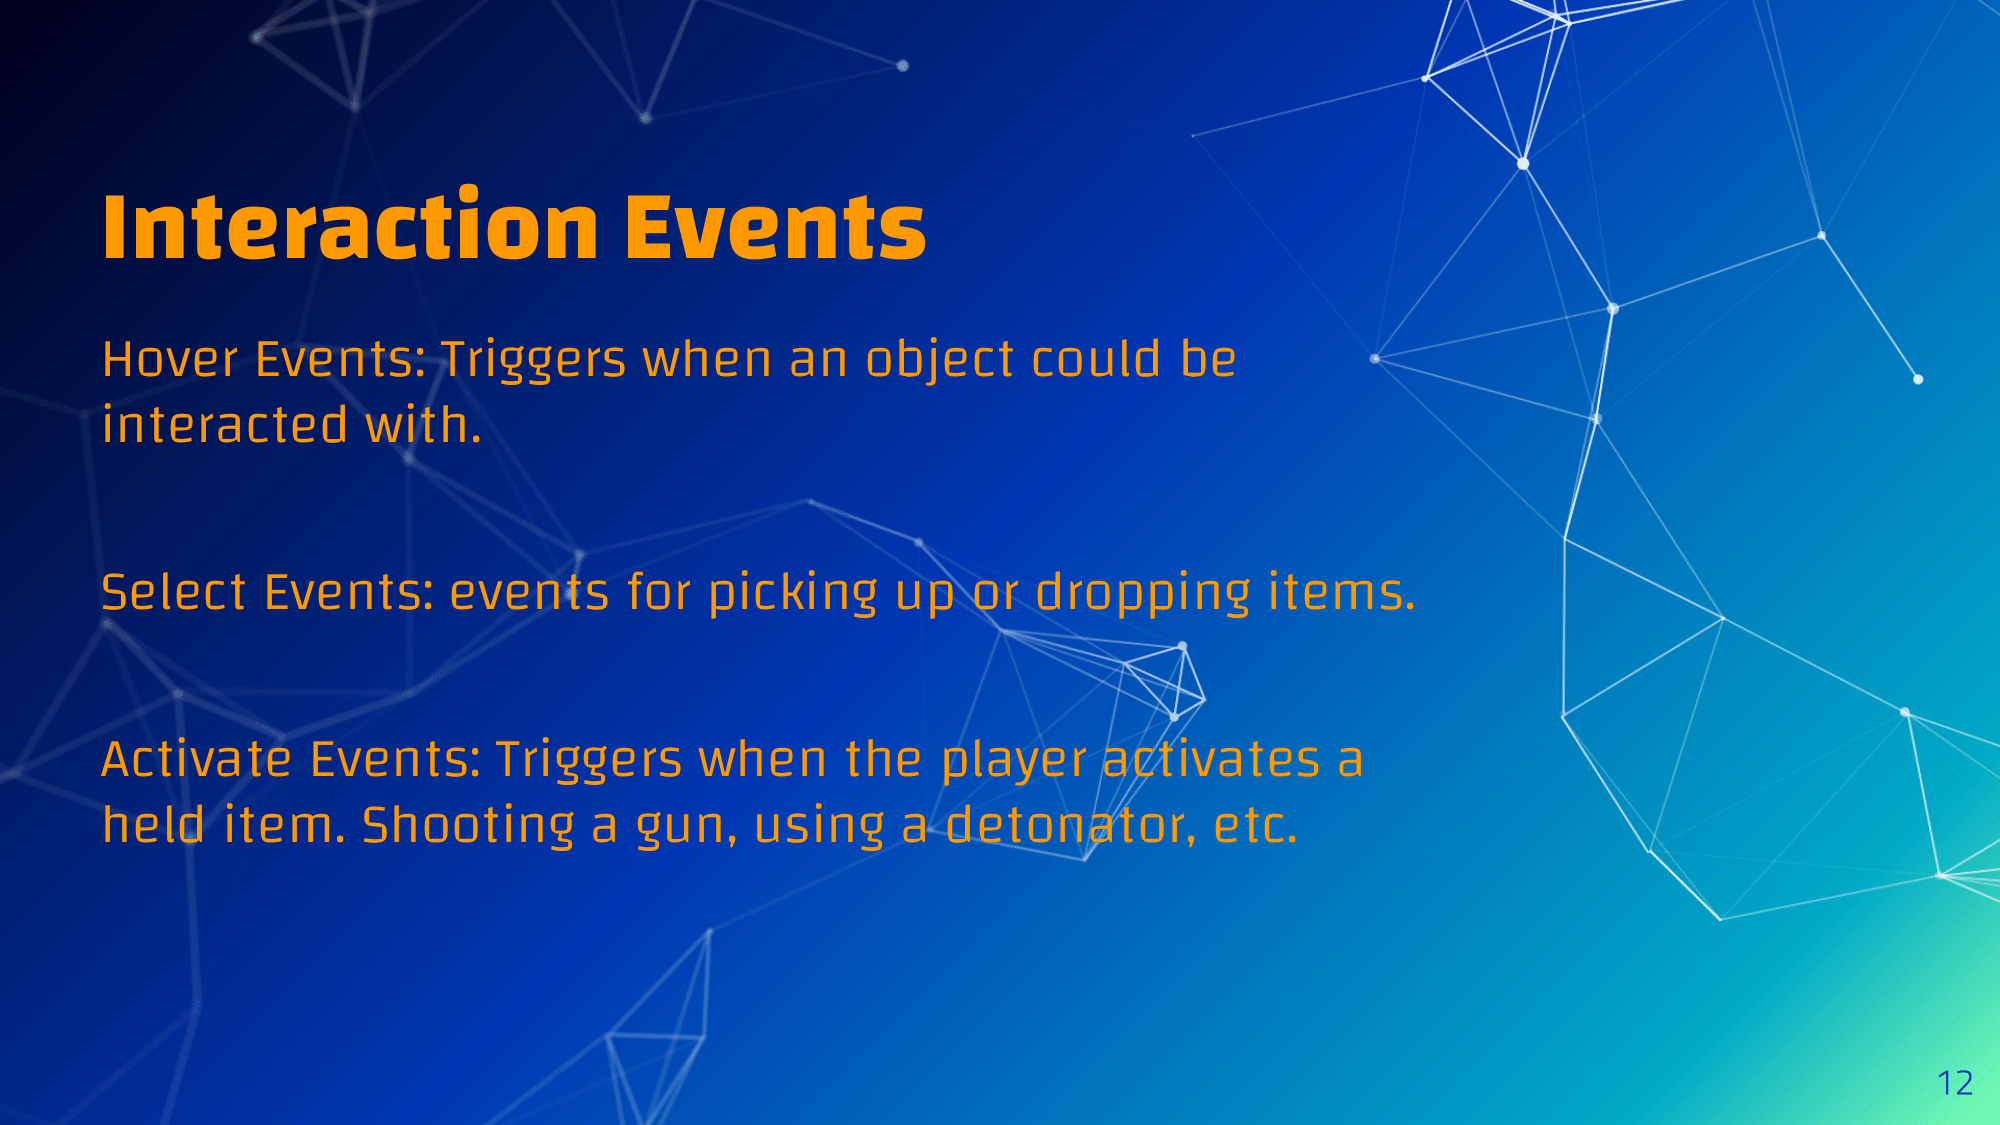 Interaction Events
Hover Events: Triggers when an object could be
interacted with.
Select Events: events for picking up or dropping items.
Activate Events: Triggers when the player activates a
held item. Shooting a gun, using a detonator, etc.
12